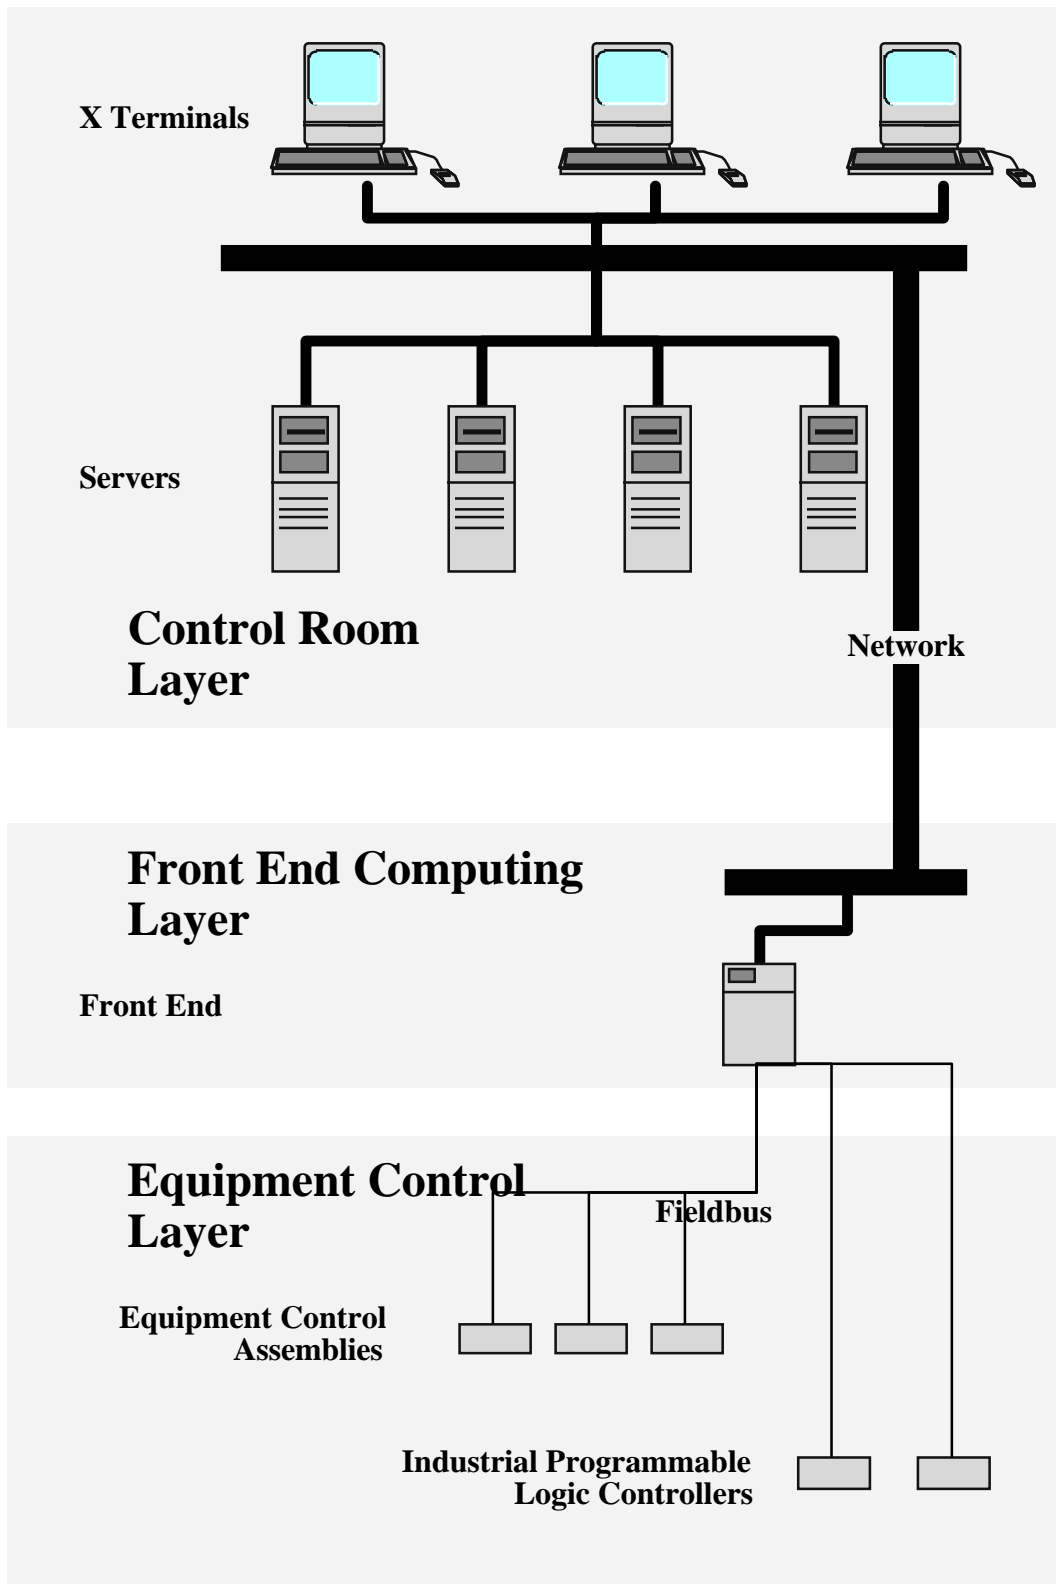 X Terminals
Servers
Control Room
Layer
Network
Front End Computing
Layer
Front End
Equipment Control
Layer
Fieldbus
Equipment Control
Assemblies
Industrial Programmable
Logic Controllers